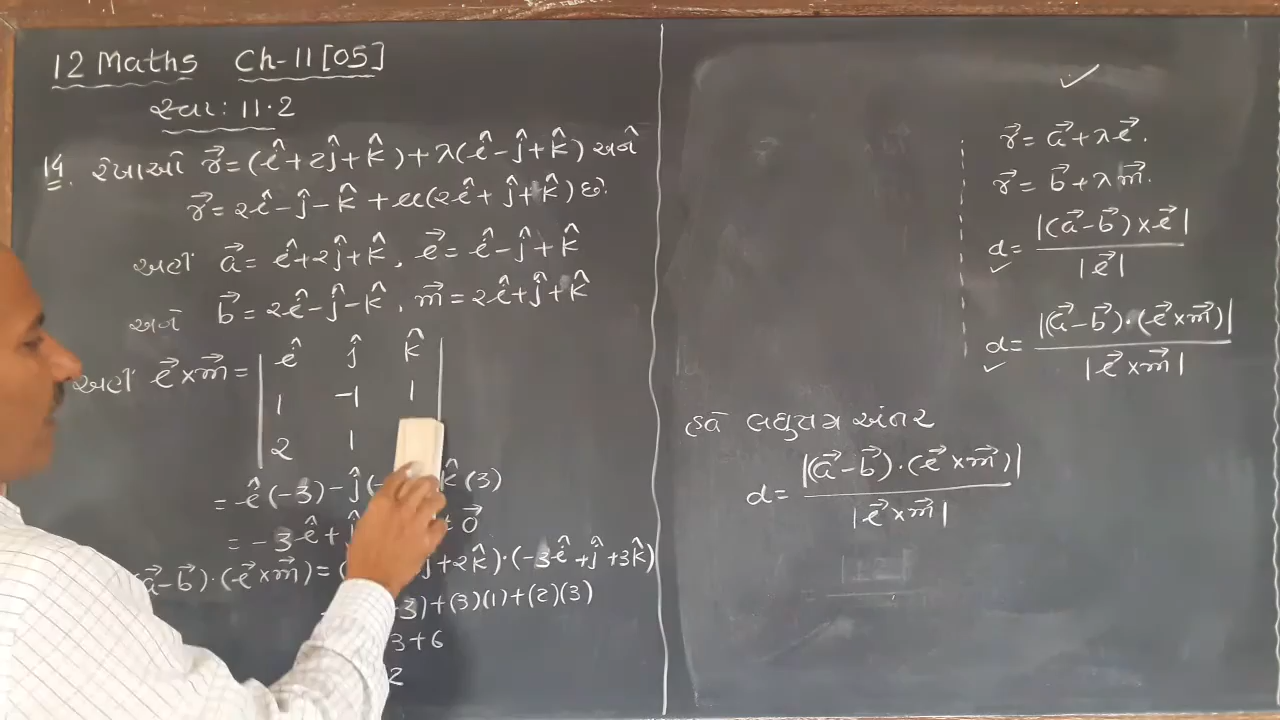 12 Maths Ch-11 [05]
સ્વા: 11.2
14. રેખાઓ r⃗ = (î+2ĵ+k̂)+λ(î-ĵ+k̂) અને
r⃗ = 2î-ĵ-k̂+μ(2î+ĵ+k̂) છે.
અહીં a⃗ = î+2ĵ+k̂, l⃗ = î-ĵ+k̂
અને b⃗ = 2î-ĵ-k̂, m⃗ = 2î+ĵ+k̂
અહીં l⃗ × m⃗ = | î ĵ k̂
1 -1 1
2 1
= î(-3)-ĵ(- k̂(3)
= -3î+ĵ 0⃗
a⃗-b⃗)·(l⃗×m⃗) = ( ĵ+2k̂)·(-3î+ĵ+3k̂)
-3)+(3)(1)+(2)(3)
3+6
2
r⃗ = a⃗+λl⃗.
r⃗ = b⃗+λm⃗.
d = |(a⃗-b⃗)×l⃗|
|l⃗|
d = |(a⃗-b⃗)·(l⃗×m⃗)|
|l⃗×m⃗|
હવે લઘુત્તમ અંતર
d = |(a⃗-b⃗)·(l⃗×m⃗)|
|l⃗×m⃗|